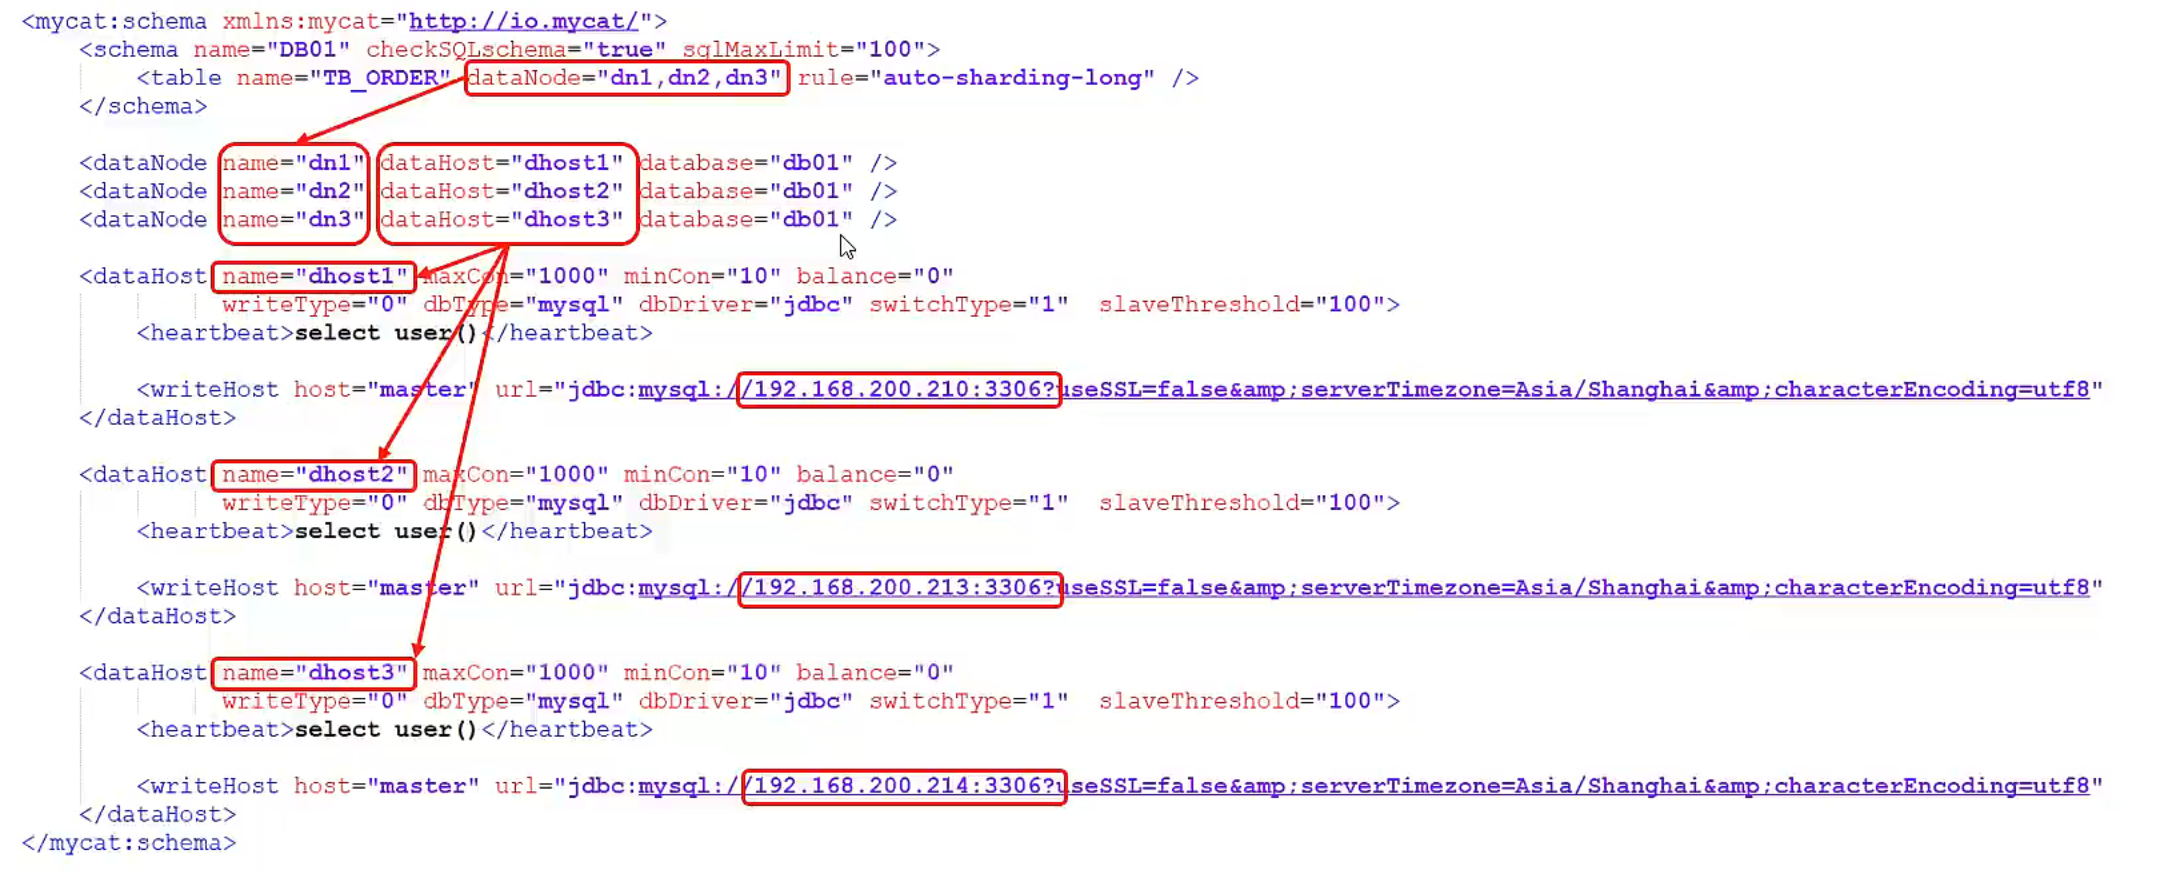 <mycat:schema xmlns:mycat="http://io.mycat/">
<schema name="DB01" checkSQLschema="true" sqlMaxLimit="100">
<table name="TB_ORDER" dataNode="dn1,dn2,dn3" rule="auto-sharding-long" />
</schema>
<dataNode name="dn1" dataHost="dhost1" database="db01" />
<dataNode name="dn2" dataHost="dhost2" database="db01" />
<dataNode name="dn3" dataHost="dhost3" database="db01" />
<dataHost name="dhost1" maxCon="1000" minCon="10" balance="0"
writeType="0" dbType="mysql" dbDriver="jdbc" switchType="1" slaveThreshold="100">
<heartbeat>select user()</heartbeat>
<writeHost host="master" url="jdbc:mysql://192.168.200.210:3306?useSSL=false&amp;serverTimezone=Asia/Shanghai&amp;characterEncoding=utf8"
</dataHost>
<dataHost name="dhost2" maxCon="1000" minCon="10" balance="0"
writeType="0" dbType="mysql" dbDriver="jdbc" switchType="1" slaveThreshold="100">
<heartbeat>select user()</heartbeat>
<writeHost host="master" url="jdbc:mysql://192.168.200.213:3306?useSSL=false&amp;serverTimezone=Asia/Shanghai&amp;characterEncoding=utf8"
</dataHost>
<dataHost name="dhost3" maxCon="1000" minCon="10" balance="0"
writeType="0" dbType="mysql" dbDriver="jdbc" switchType="1" slaveThreshold="100">
<heartbeat>select user()</heartbeat>
<writeHost host="master" url="jdbc:mysql://192.168.200.214:3306?useSSL=false&amp;serverTimezone=Asia/Shanghai&amp;characterEncoding=utf8"
</dataHost>
</mycat:schema>